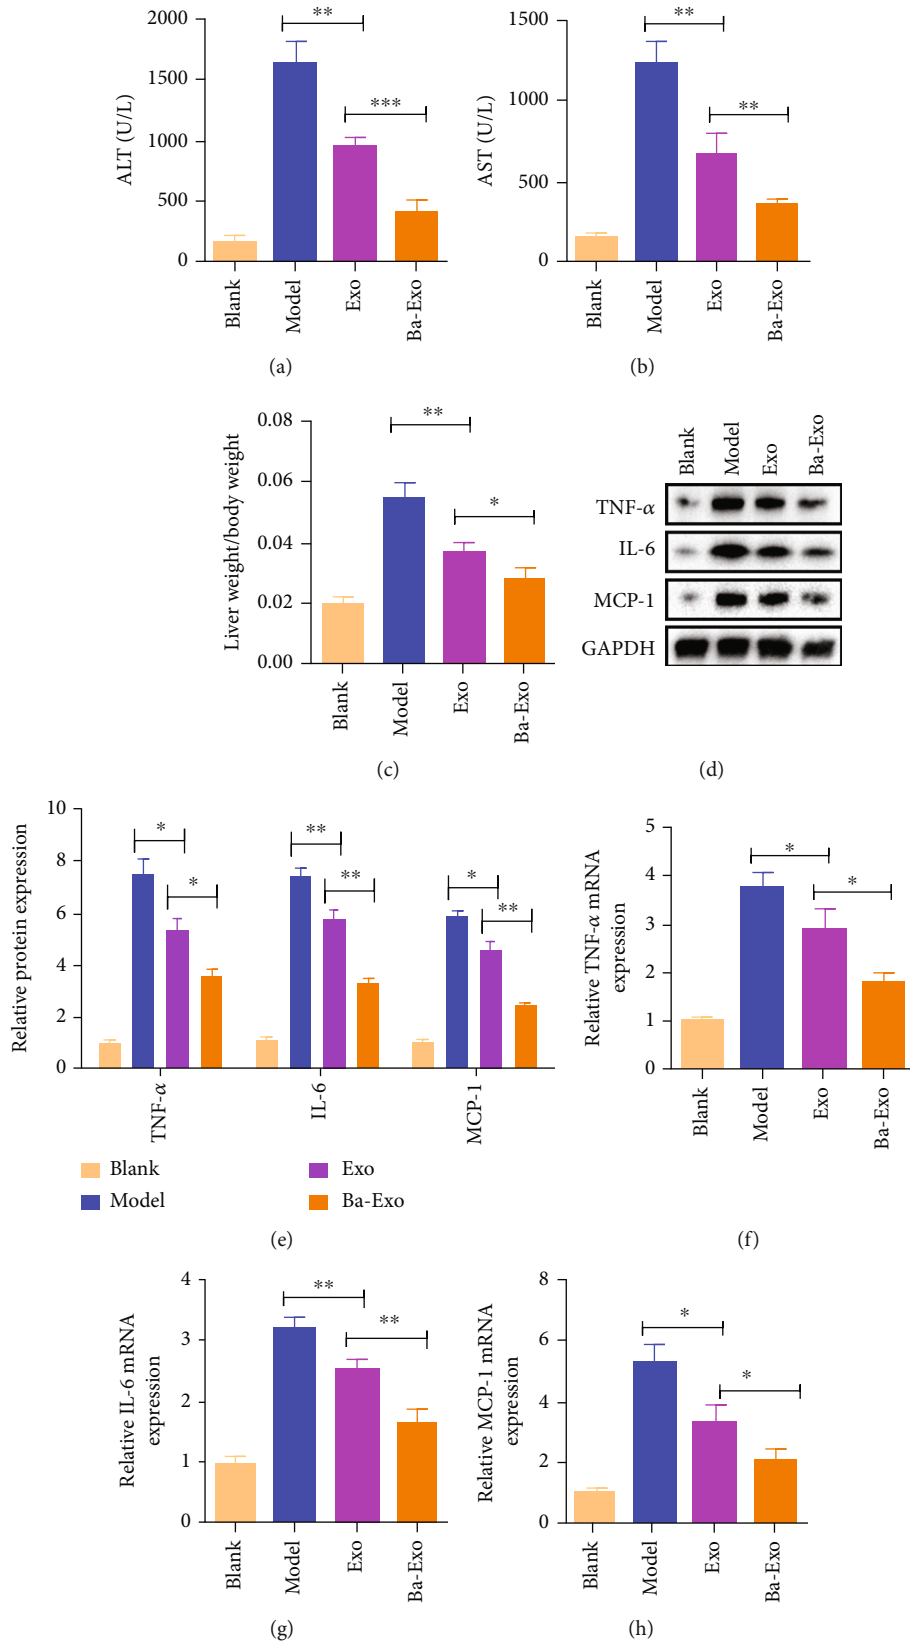 2000
1500
1000
500
0
ALT (U/L)
**
***
Blank
Model
Exo
Ba-Exo
(a)
1500
1000
500
0
AST (U/L)
**
**
Blank
Model
Exo
Ba-Exo
(b)
0.08
0.06
0.04
0.02
0.00
Liver weight/body weight
**
*
Blank
Model
Exo
Ba-Exo
(c)
Blank
Model
Exo
Ba-Exo
TNF-α
IL-6
MCP-1
GAPDH
(d)
10
8
6
4
2
0
Relative protein expression
*
*
**
**
*
**
TNF-α
IL-6
MCP-1
Blank
Model
Exo
Ba-Exo
(e)
5
4
3
2
1
0
Relative TNF-α mRNA
expression
*
*
Blank
Model
Exo
Ba-Exo
(f)
4
3
2
1
0
Relative IL-6 mRNA
expression
**
**
Blank
Model
Exo
Ba-Exo
(g)
8
6
4
2
0
Relative MCP-1 mRNA
expression
*
*
Blank
Model
Exo
Ba-Exo
(h)